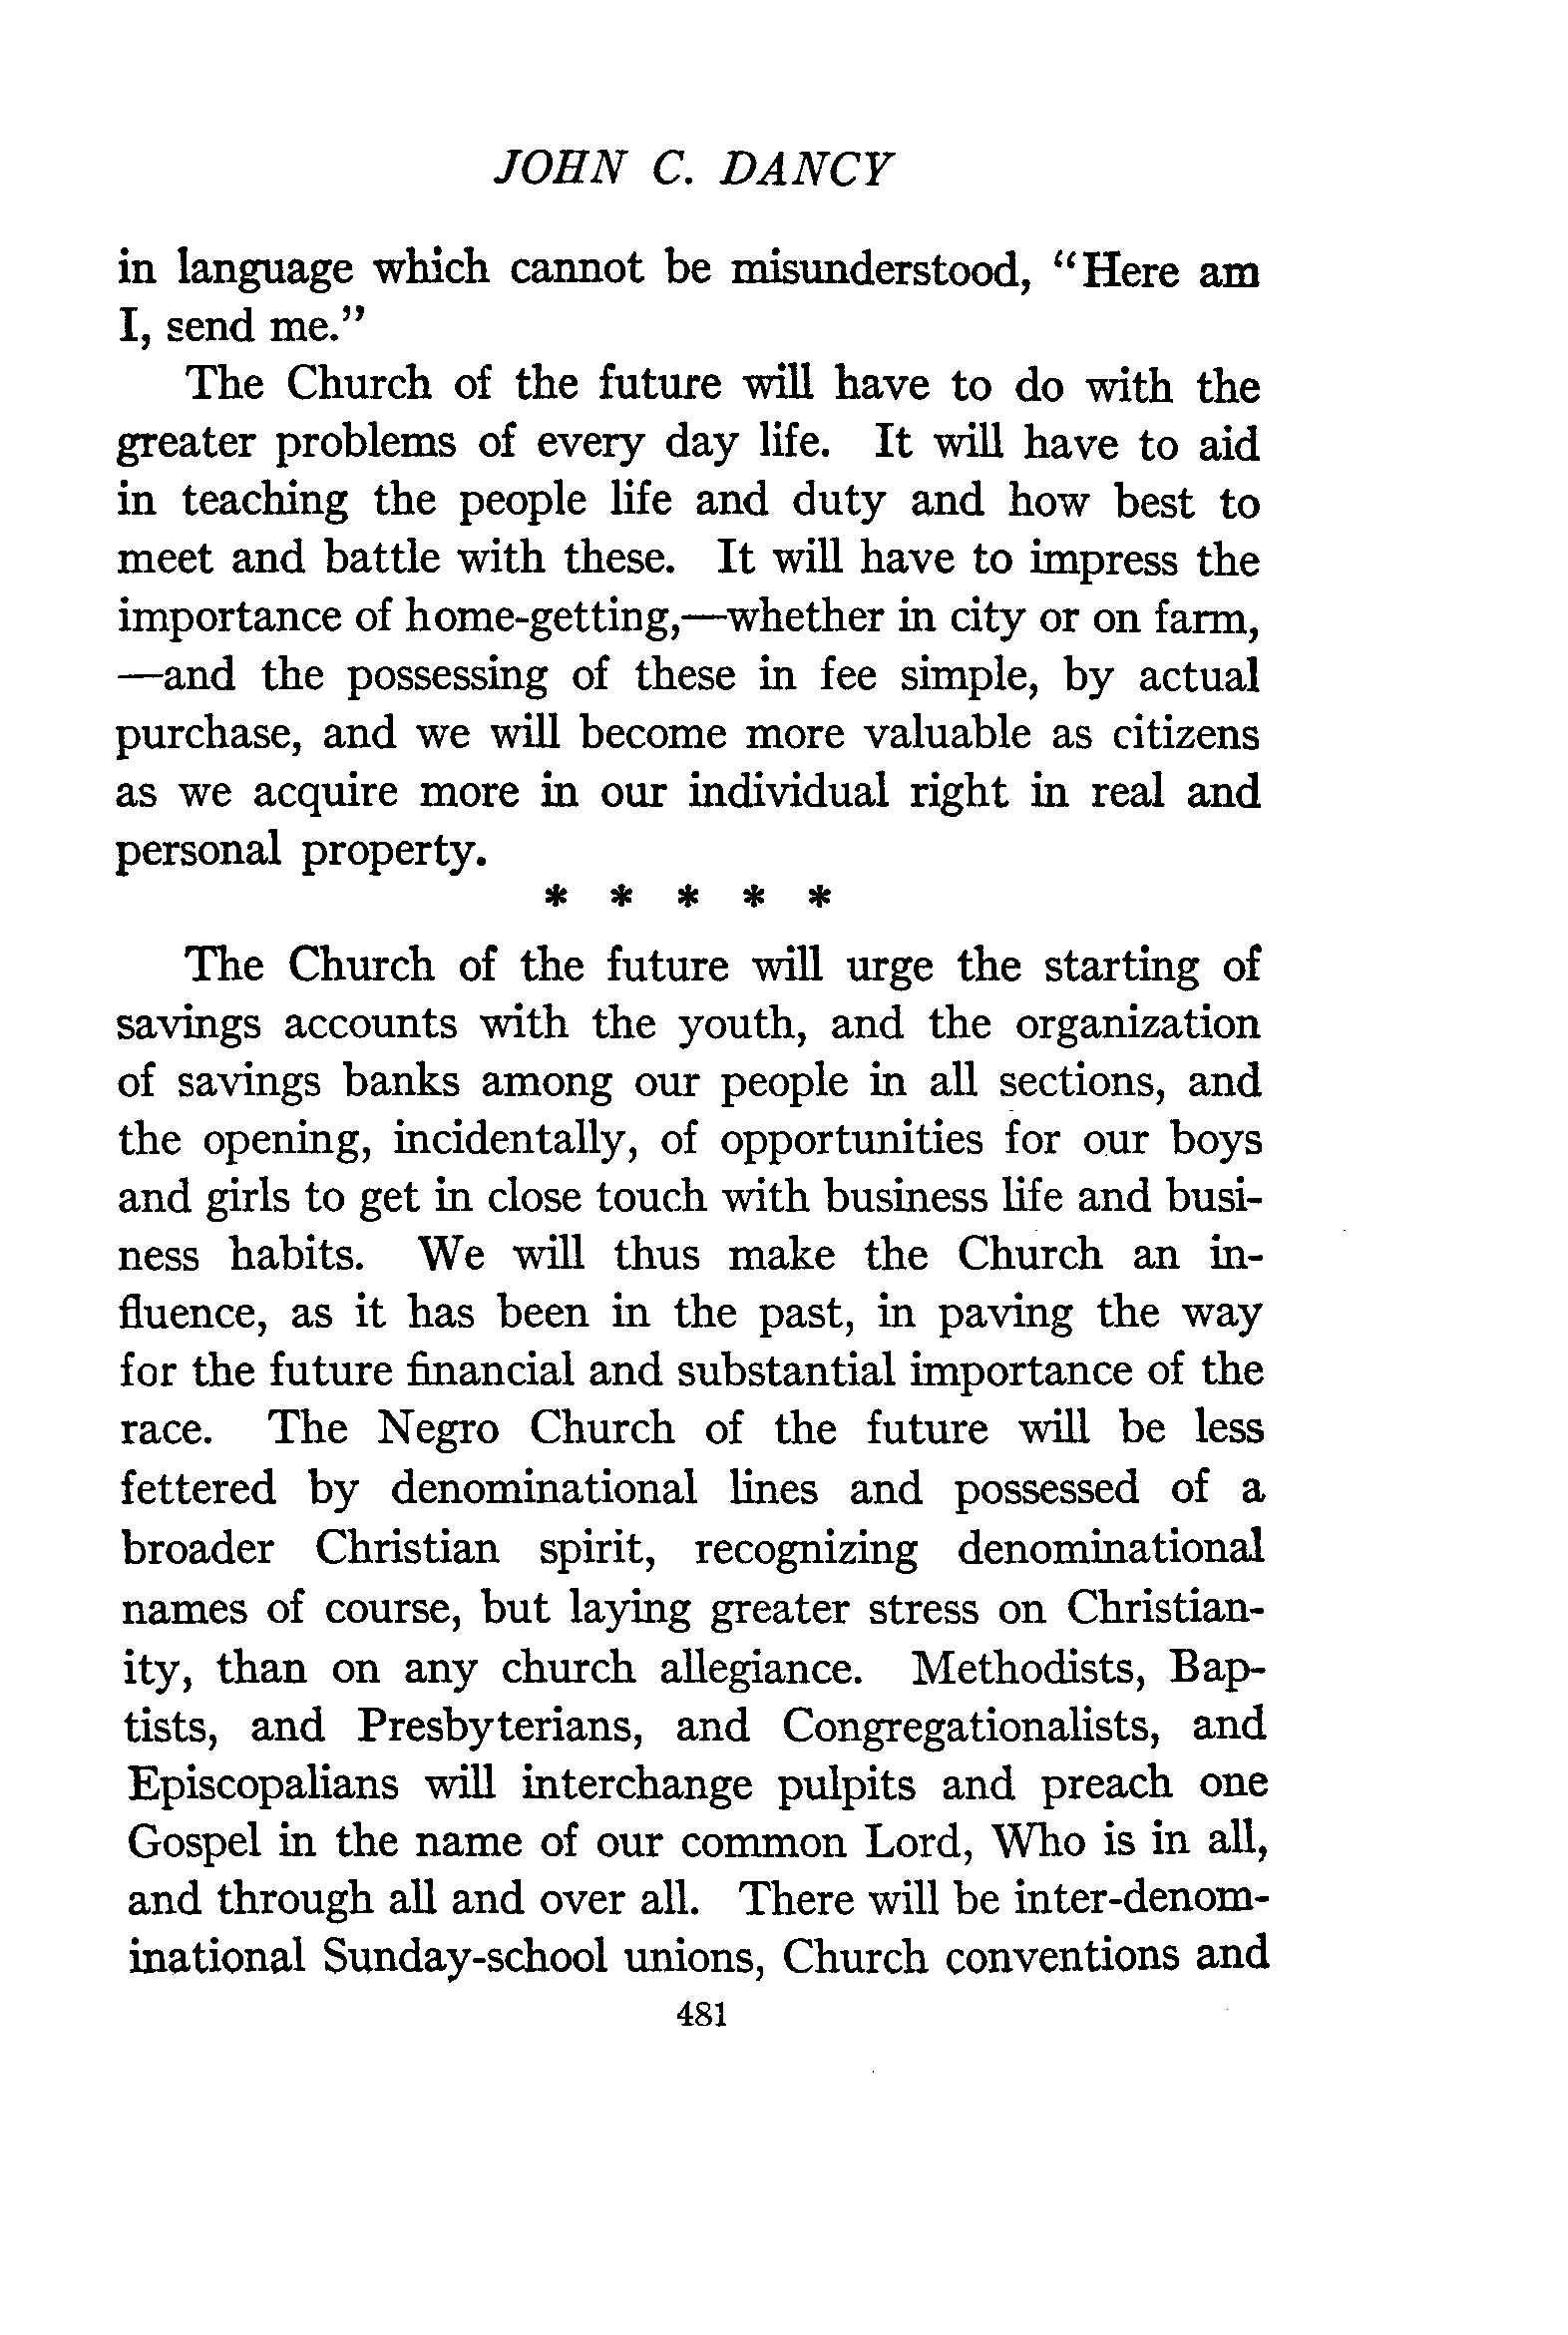 JOHN C. DANCY
in language which cannot be misunderstood, "Here am
I, send me."
The Church of the future will have to do with the
greater problems of every day life. It will have to aid
in teaching the people life and duty and how best to
meet and battle with these. It will have to impress the
importance of home-getting,—whether in city or on farm,
—and the possessing of these in fee simple, by actual
purchase, and we will become more valuable as citizens
as we acquire more in our individual right in real and
personal property.
* * * * *
The Church of the future will urge the starting of
savings accounts with the youth, and the organization
of savings banks among our people in all sections, and
the opening, incidentally, of opportunities for our boys
and girls to get in close touch with business life and busi-
ness habits. We will thus make the Church an in-
fluence, as it has been in the past, in paving the way
for the future financial and substantial importance of the
race. The Negro Church of the future will be less
fettered by denominational lines and possessed of a
broader Christian spirit, recognizing denominational
names of course, but laying greater stress on Christian-
ity, than on any church allegiance. Methodists, Bap-
tists, and Presbyterians, and Congregationalists, and
Episcopalians will interchange pulpits and preach one
Gospel in the name of our common Lord, Who is in all,
and through all and over all. There will be inter-denom-
inational Sunday-school unions, Church conventions and
481